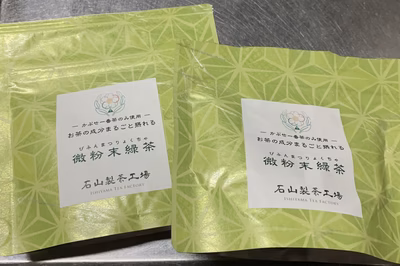 かぶせ一番茶のみ使用
お茶の成分まるごと摂れる
びふんまつりょくちゃ
微粉末緑茶
石山製茶工場
ISHIYAMA TEA FACTORY
かぶせ一番茶のみ使用
お茶の成分まるごと摂れる
びふんまつりょくちゃ
微粉末緑茶
石山製茶工場
ISHIYAMA TEA FACTORY